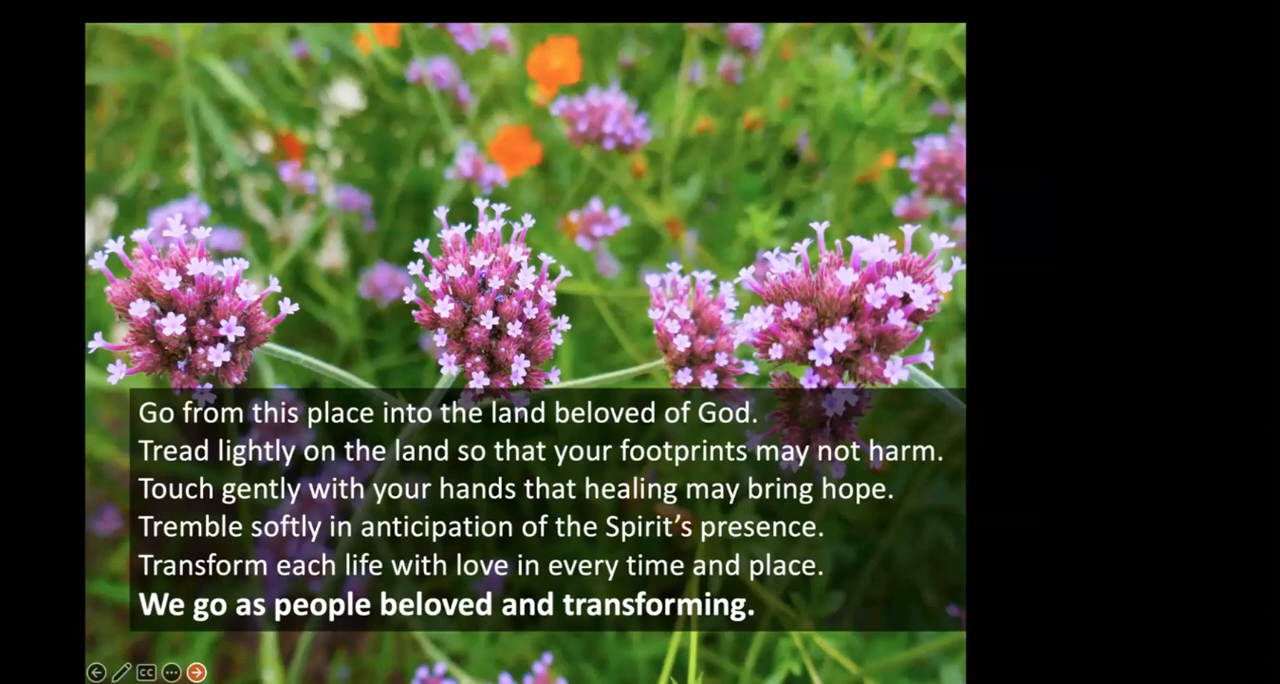 Go from this place into the land beloved of God.
Tread lightly on the land so that your footprints may not harm.
Touch gently with your hands that healing may bring hope.
Tremble softly in anticipation of the Spirit’s presence.
Transform each life with love in every time and place.
We go as people beloved and transforming.
CC